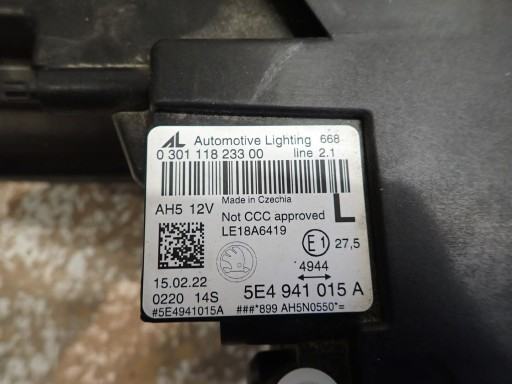 AL Automotive Lighting 668
0 301 118 233 00 line 2.1
Made in Czechia
AH5 12V Not CCC approved L
LE18A6419
E1 27,5
4944
15.02.22
0220 14S 5E4 941 015 A
#5E4941015A ###*899 AH5N0550*=